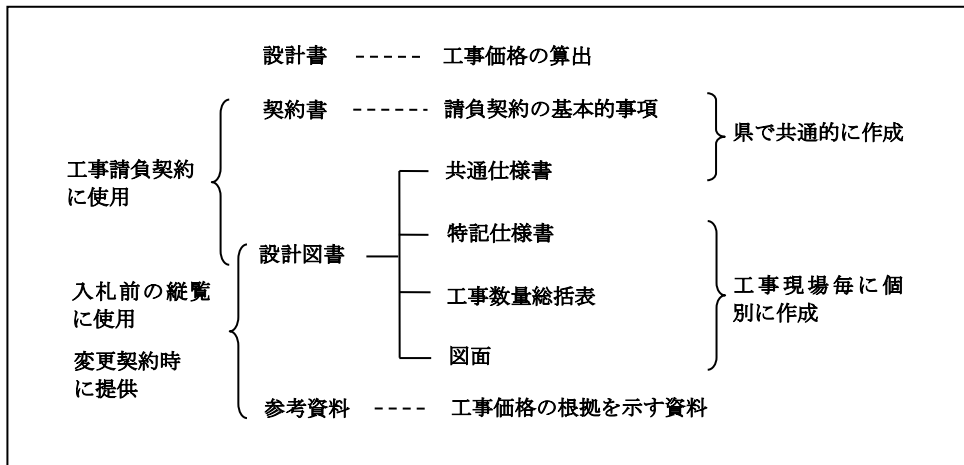 設計書 工事価格の算出
契約書 請負契約の基本的事項
県で共通的に作成
工事請負契約
に使用
共通仕様書
特記仕様書
設計図書
入札前の縦覧
に使用
工事数量総括表
工事現場毎に個
別に作成
変更契約時
に提供
図面
参考資料 工事価格の根拠を示す資料